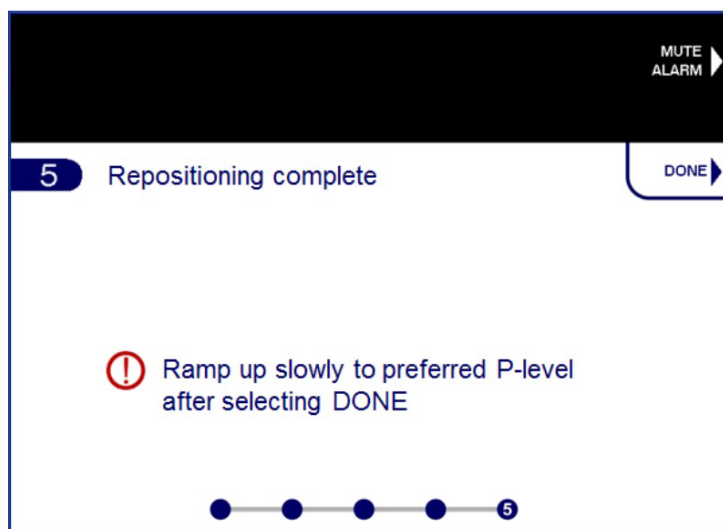 MUTE
ALARM
5 Repositioning complete
DONE
! Ramp up slowly to preferred P-level
after selecting DONE
5